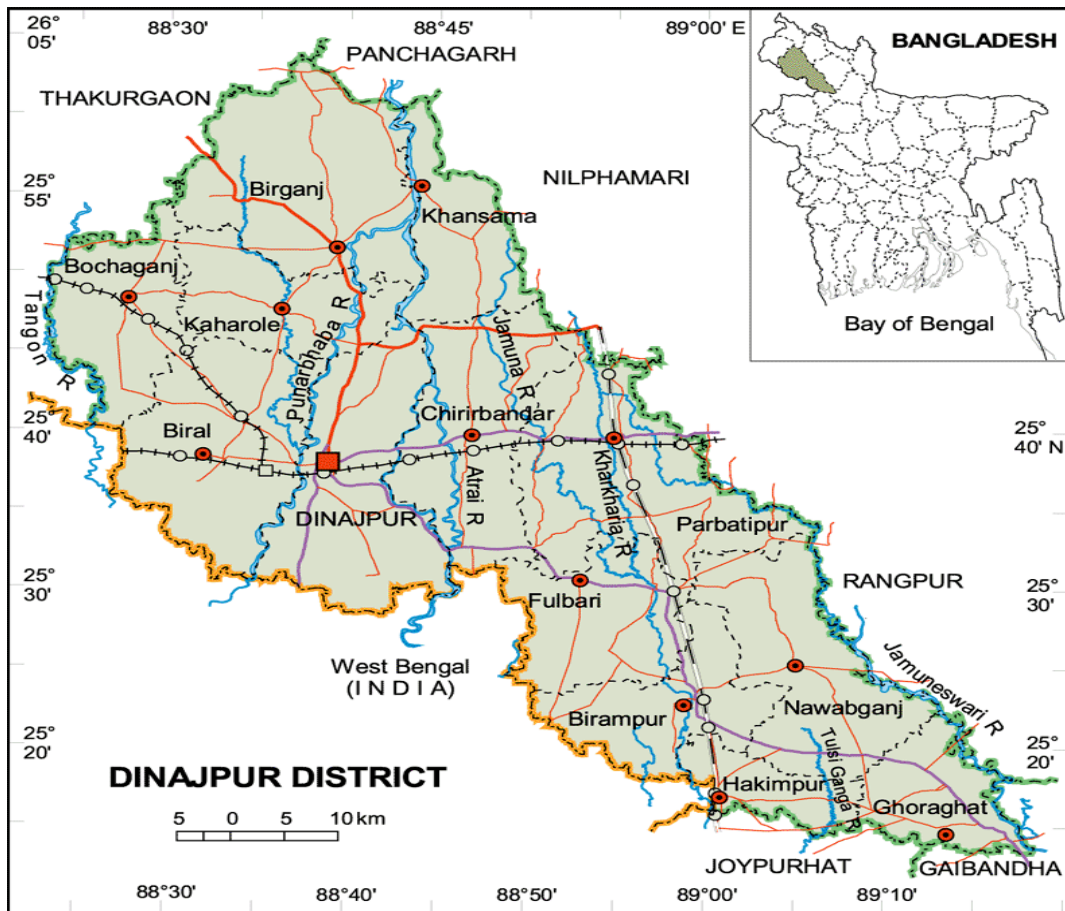 26°
05'
88°30'
88°45'
89°00' E
PANCHAGARH
BANGLADESH
THAKURGAON
25°
55'
NILPHAMARI
Birganj
Khansama
Bochaganj
Tangon R
Kaharole
Punarbhaba R
Jamuna R
Bay of Bengal
25°
40'
Biral
Chirirbandar
25°
40' N
Atrai R
Kharkharia R
DINAJPUR
Parbatipur
25°
30'
Fulbari
RANGPUR
25°
30'
West Bengal
(I N D I A)
Jamuneswari R
Birampur
Nawabganj
25°
20'
Tulsi Ganga R
25°
20'
DINAJPUR DISTRICT
Hakimpur
Ghoraghat
5 0 5 10 km
JOYPURHAT
GAIBANDHA
88°30'
88°40'
88°50'
89°00'
89°10'